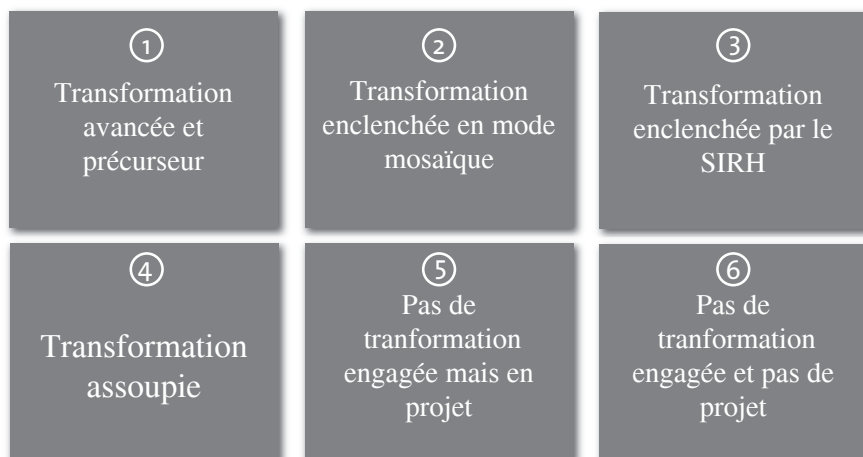 ①
Transformation
avancée et
précurseur
②
Transformation
enclenchée en mode
mosaïque
③
Transformation
enclenchée par le
SIRH
④
Transformation
assoupie
⑤
Pas de
tranformation
engagée mais en
projet
⑥
Pas de
tranformation
engagée et pas de
projet